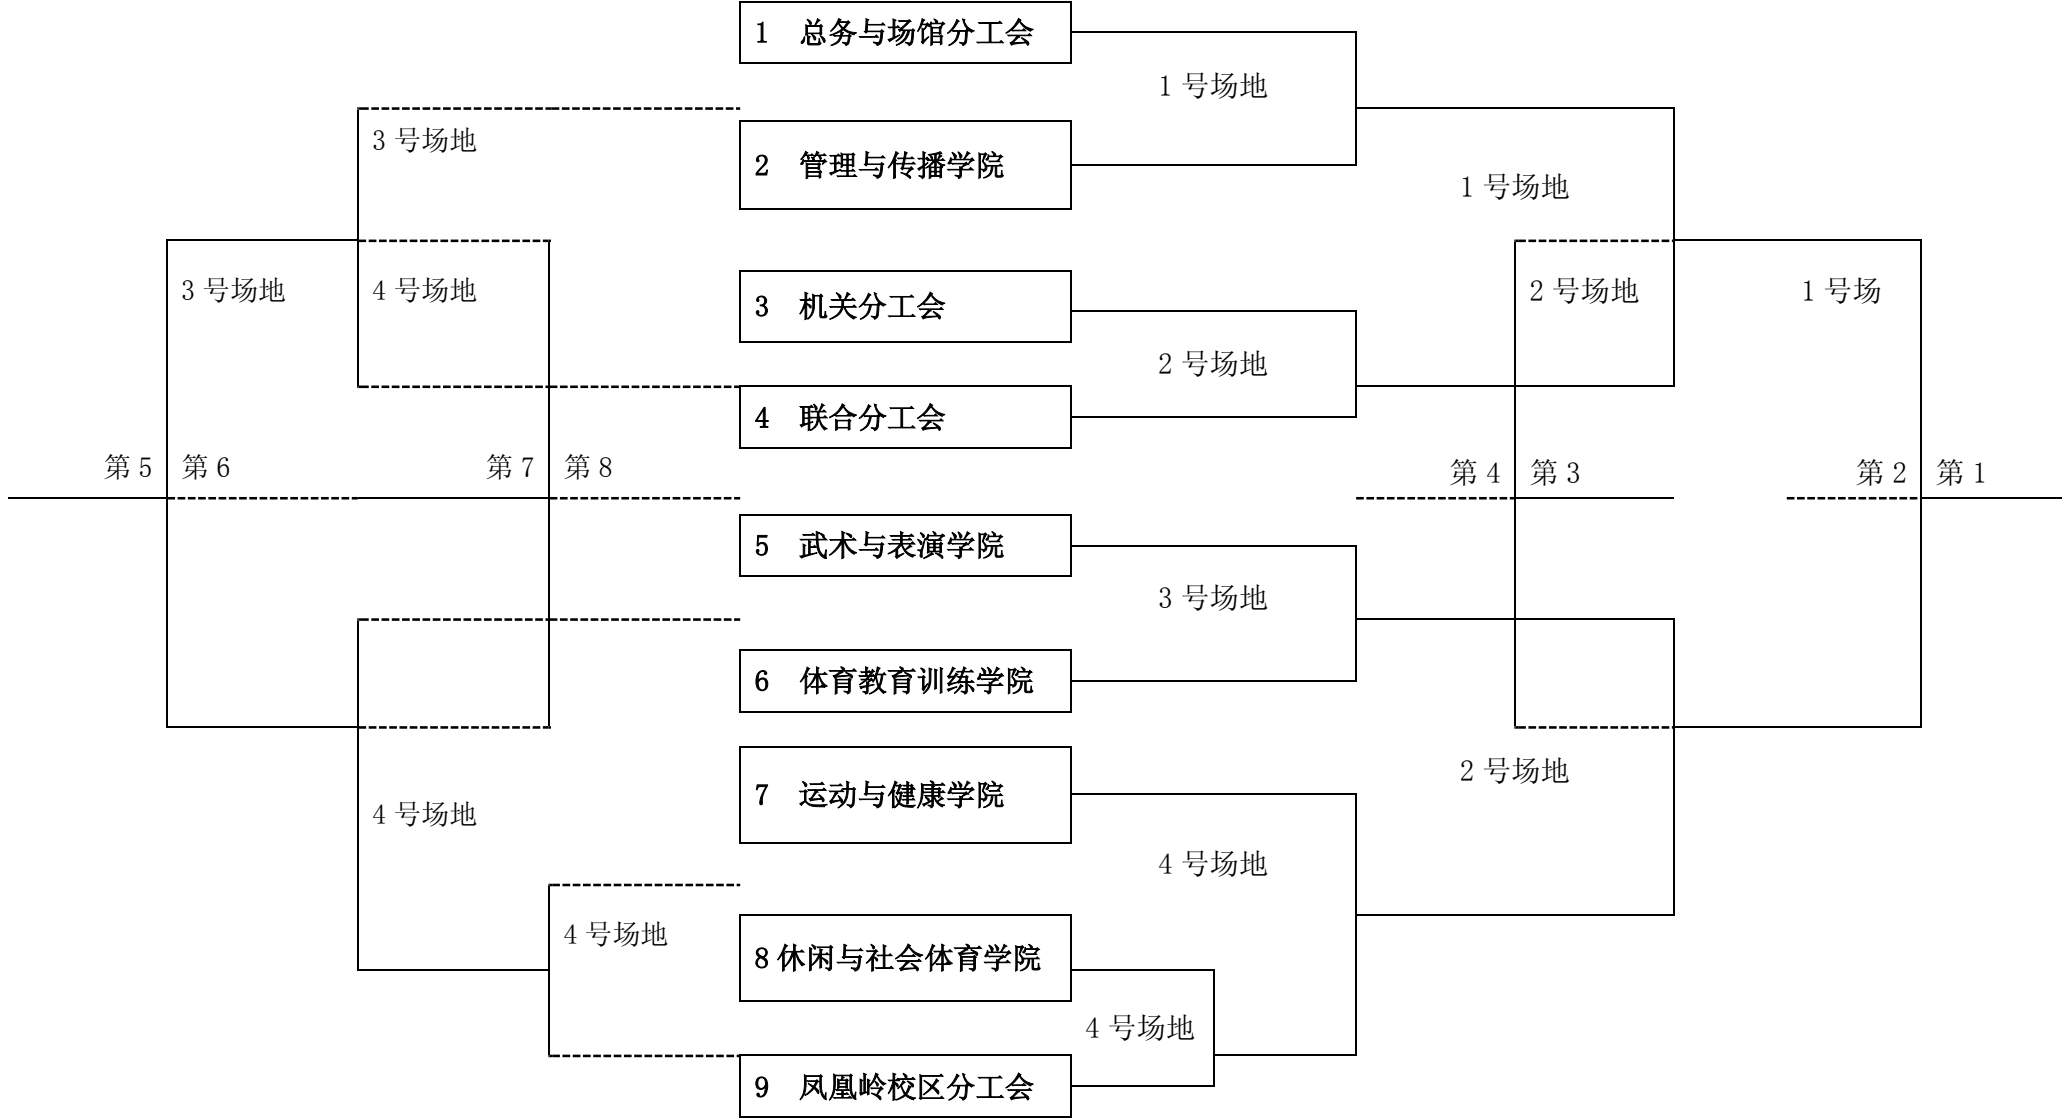 1 总务与场馆分工会
1 号场地
3 号场地
2 管理与传播学院
1 号场地
3 号场地
4 号场地
3 机关分工会
2 号场地
1 号场
2 号场地
4 联合分工会
第 5
第 6
第 7
第 8
第 4
第 3
第 2
第 1
5 武术与表演学院
3 号场地
6 体育教育训练学院
2 号场地
7 运动与健康学院
4 号场地
4 号场地
4 号场地
8 休闲与社会体育学院
4 号场地
9 凤凰岭校区分工会